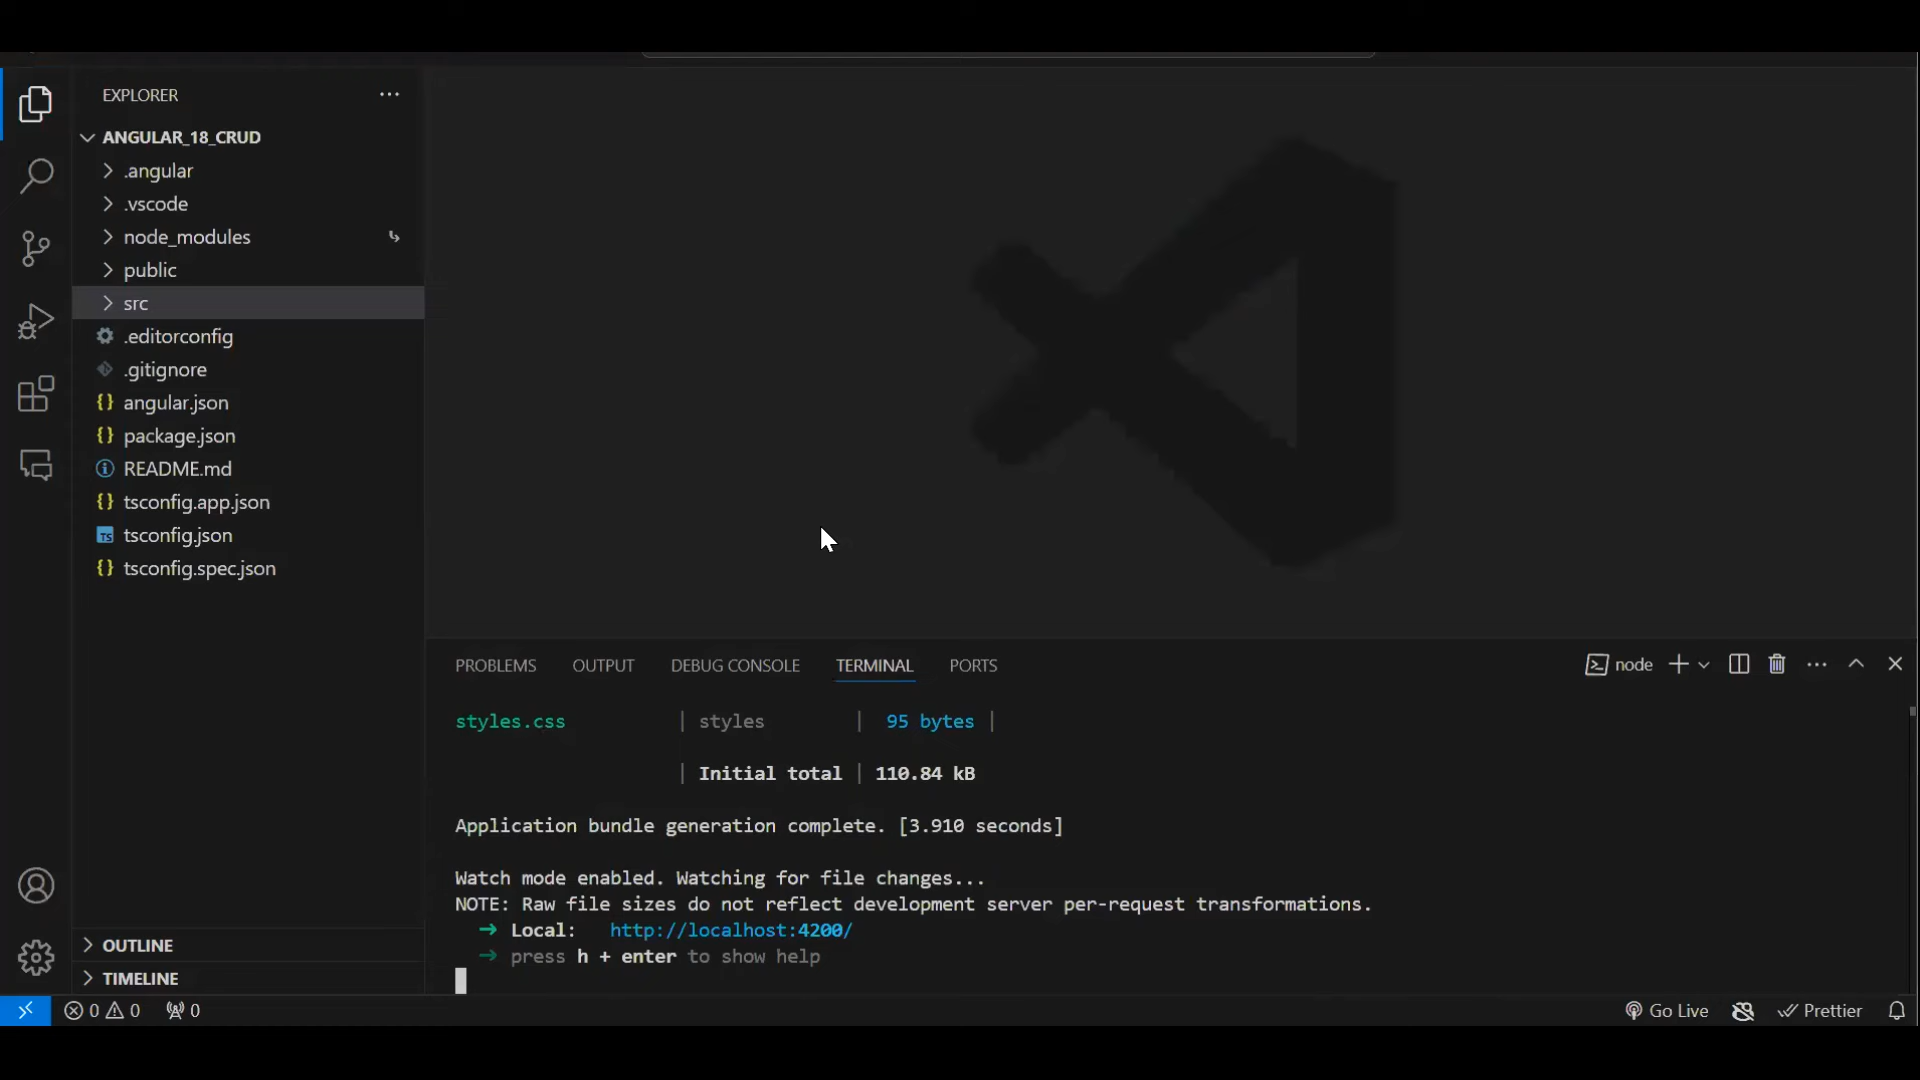 EXPLORER
ANGULAR_18_CRUD
.angular
.vscode
node_modules
public
src
.editorconfig
.gitignore
{} angular.json
{} package.json
README.md
{} tsconfig.app.json
TS tsconfig.json
{} tsconfig.spec.json
OUTLINE
TIMELINE
PROBLEMS OUTPUT DEBUG CONSOLE TERMINAL PORTS
node
styles.css | styles | 95 bytes |
| Initial total | 110.84 kB
Application bundle generation complete. [3.910 seconds]
Watch mode enabled. Watching for file changes...
NOTE: Raw file sizes do not reflect development server per-request transformations.
➜ Local: http://localhost:4200/
➜ press h + enter to show help
0 0 0
Go Live Prettier